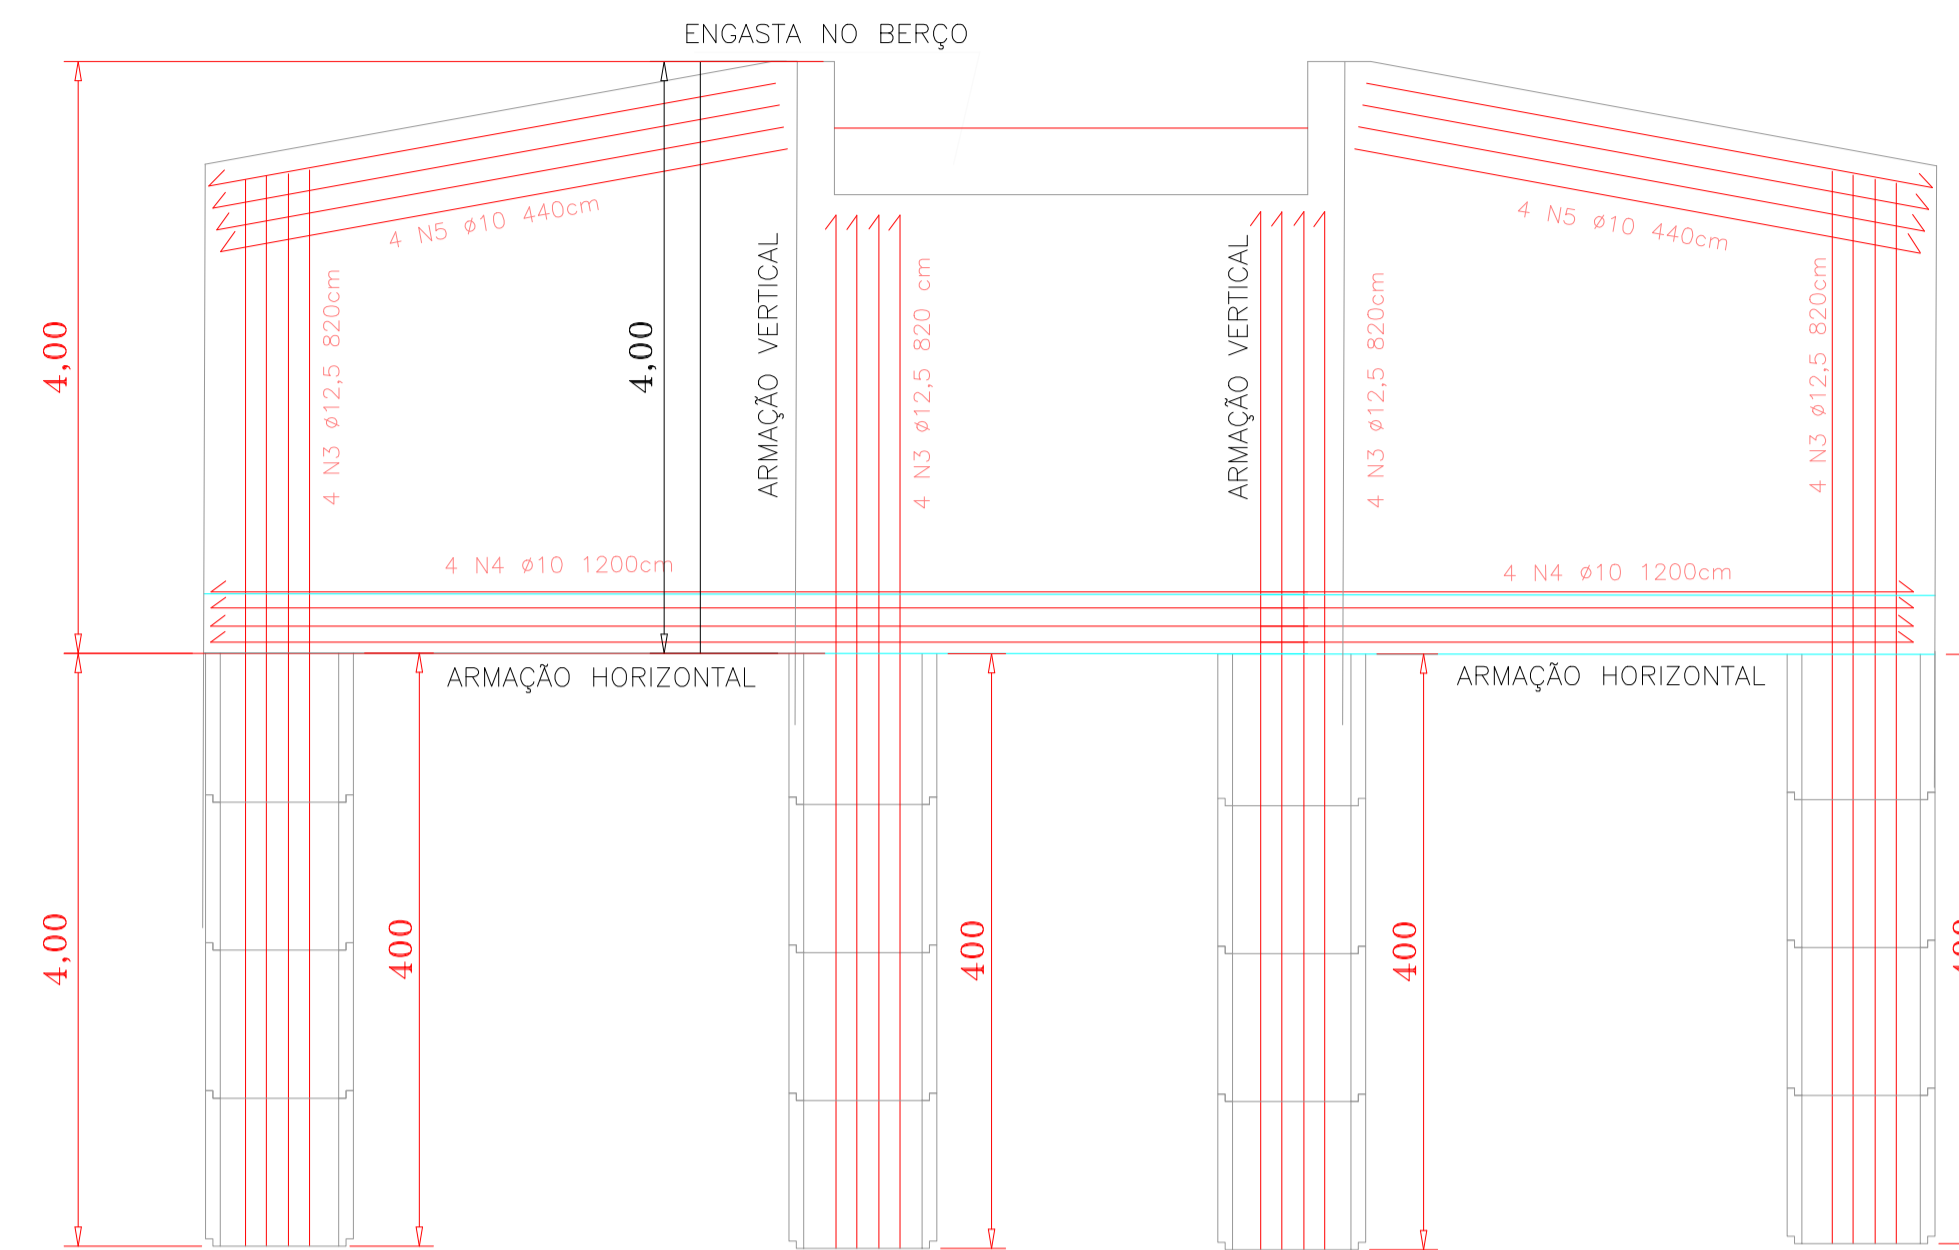 ENGASTA NO BERÇO
4 N5 ø10 440cm
4 N5 ø10 440cm
4,00
4 N3 ø12,5 820cm
4,00
ARMAÇÃO VERTICAL
4 N3 ø12,5 820 cm
ARMAÇÃO VERTICAL
4 N3 ø12,5 820cm
4 N3 ø12,5 820cm
4 N4 ø10 1200cm
4 N4 ø10 1200cm
ARMAÇÃO HORIZONTAL
ARMAÇÃO HORIZONTAL
4,00
400
400
400